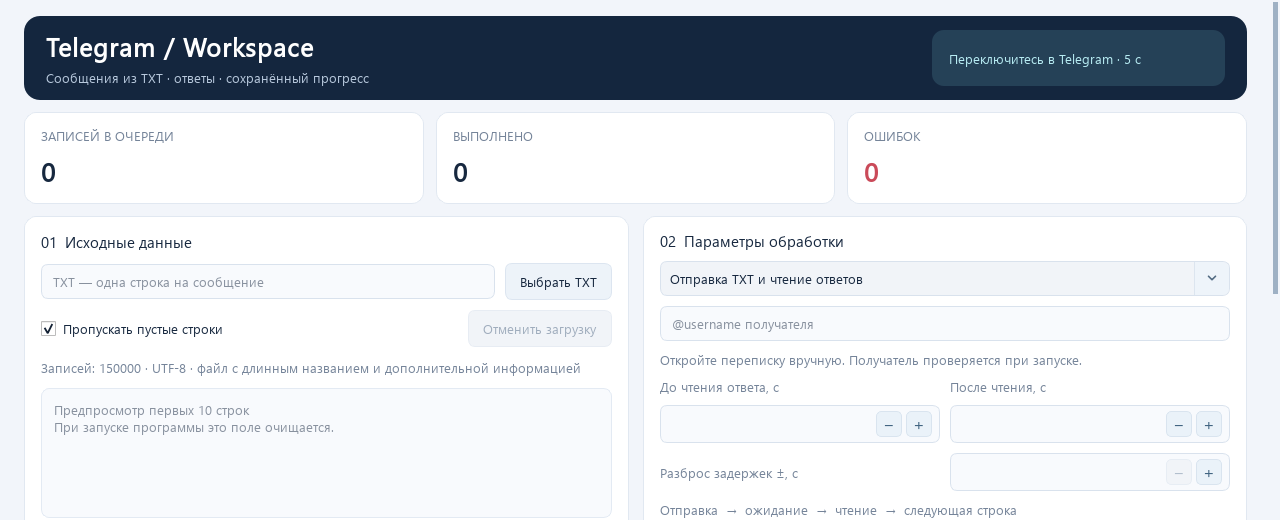 Telegram / Workspace
Сообщения из TXT · ответы · сохранённый прогресс
Переключитесь в Telegram · 5 с
ЗАПИСЕЙ В ОЧЕРЕДИ
0
ВЫПОЛНЕНО
0
ОШИБОК
0
01 Исходные данные
TXT — одна строка на сообщение
Выбрать TXT
Пропускать пустые строки
Отменить загрузку
Записей: 150000 · UTF-8 · файл с длинным названием и дополнительной информацией
Предпросмотр первых 10 строк
При запуске программы это поле очищается.
02 Параметры обработки
Отправка TXT и чтение ответов
@username получателя
Откройте переписку вручную. Получатель проверяется при запуске.
До чтения ответа, с
После чтения, с
− +
− +
Разброс задержек ±, с
− +
Отправка → ожидание → чтение → следующая строка